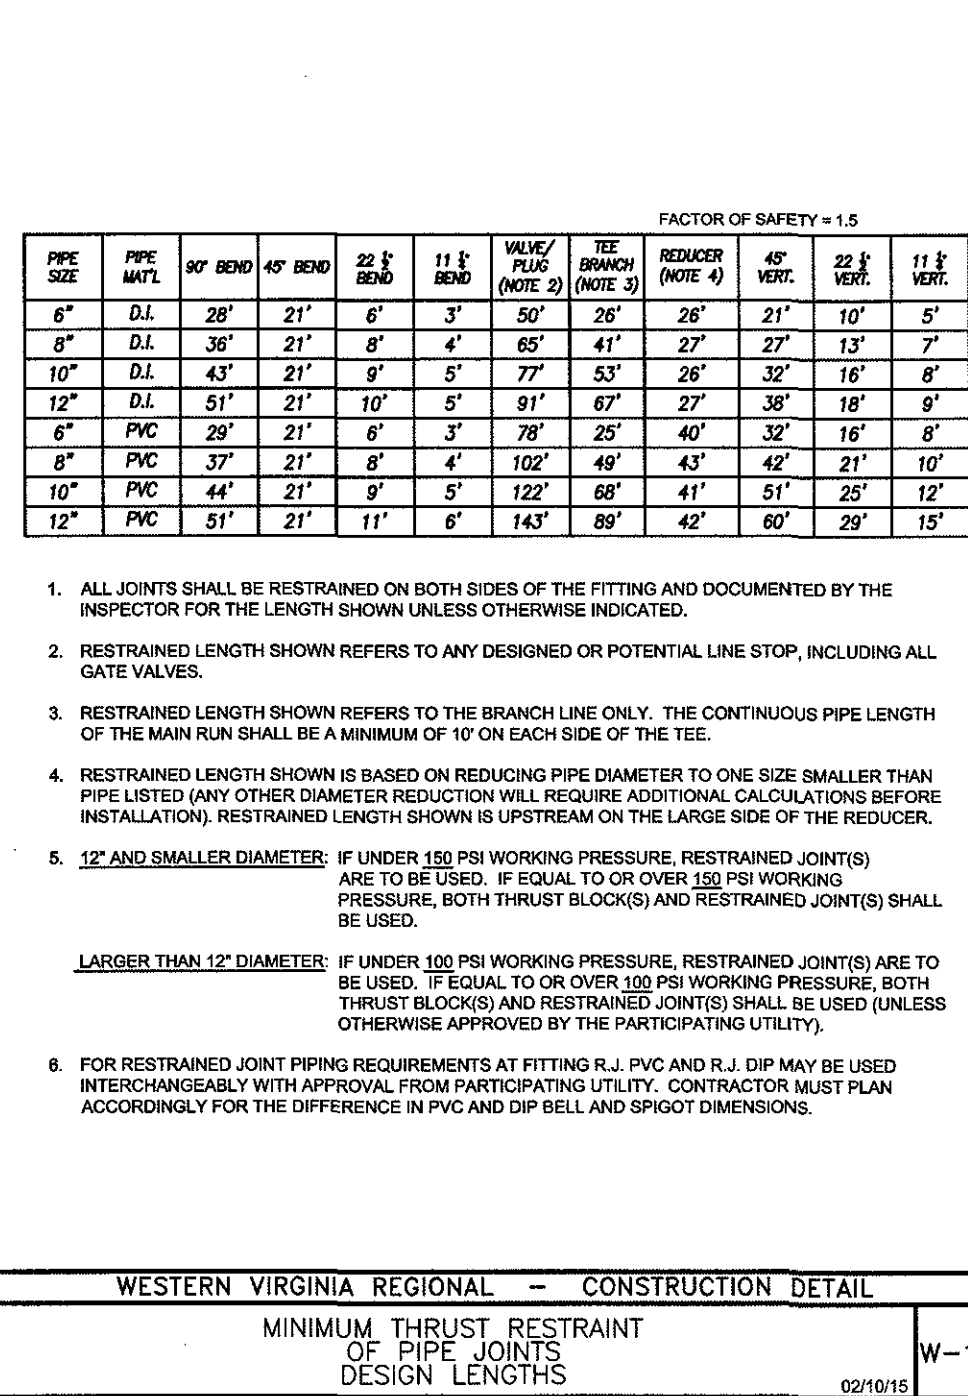 FACTOR OF SAFETY = 1.5
PIPE SIZE PIPE MAT'L 90° BEND 45° BEND 22 ½° BEND 11 ¼° BEND VALVE/ PLUG (NOTE 2) TEE BRANCH (NOTE 3) REDUCER (NOTE 4) 45° VERT. 22 ½° VERT. 11 ¼° VERT.
6" D.I. 28' 21' 6' 3' 50' 26' 26' 21' 10' 5'
8" D.I. 36' 21' 8' 4' 65' 41' 27' 27' 13' 7'
10" D.I. 43' 21' 9' 5' 77' 53' 26' 32' 16' 8'
12" D.I. 51' 21' 10' 5' 91' 67' 27' 38' 18' 9'
6" PVC 29' 21' 6' 3' 78' 25' 40' 32' 16' 8'
8" PVC 37' 21' 8' 4' 102' 49' 43' 42' 21' 10'
10" PVC 44' 21' 9' 5' 122' 68' 41' 51' 25' 12'
12" PVC 51' 21' 11' 6' 143' 89' 42' 60' 29' 15'
1. ALL JOINTS SHALL BE RESTRAINED ON BOTH SIDES OF THE FITTING AND DOCUMENTED BY THE
INSPECTOR FOR THE LENGTH SHOWN UNLESS OTHERWISE INDICATED.
2. RESTRAINED LENGTH SHOWN REFERS TO ANY DESIGNED OR POTENTIAL LINE STOP, INCLUDING ALL
GATE VALVES.
3. RESTRAINED LENGTH SHOWN REFERS TO THE BRANCH LINE ONLY. THE CONTINUOUS PIPE LENGTH
OF THE MAIN RUN SHALL BE A MINIMUM OF 10' ON EACH SIDE OF THE TEE.
4. RESTRAINED LENGTH SHOWN IS BASED ON REDUCING PIPE DIAMETER TO ONE SIZE SMALLER THAN
PIPE LISTED (ANY OTHER DIAMETER REDUCTION WILL REQUIRE ADDITIONAL CALCULATIONS BEFORE
INSTALLATION). RESTRAINED LENGTH SHOWN IS UPSTREAM ON THE LARGE SIDE OF THE REDUCER.
5. 12" AND SMALLER DIAMETER: IF UNDER 150 PSI WORKING PRESSURE, RESTRAINED JOINT(S)
ARE TO BE USED. IF EQUAL TO OR OVER 150 PSI WORKING
PRESSURE, BOTH THRUST BLOCK(S) AND RESTRAINED JOINT(S) SHALL
BE USED.
LARGER THAN 12" DIAMETER: IF UNDER 100 PSI WORKING PRESSURE, RESTRAINED JOINT(S) ARE TO
BE USED. IF EQUAL TO OR OVER 100 PSI WORKING PRESSURE, BOTH
THRUST BLOCK(S) AND RESTRAINED JOINT(S) SHALL BE USED (UNLESS
OTHERWISE APPROVED BY THE PARTICIPATING UTILITY).
6. FOR RESTRAINED JOINT PIPING REQUIREMENTS AT FITTING R.J. PVC AND R.J. DIP MAY BE USED
INTERCHANGEABLY WITH APPROVAL FROM PARTICIPATING UTILITY. CONTRACTOR MUST PLAN
ACCORDINGLY FOR THE DIFFERENCE IN PVC AND DIP BELL AND SPIGOT DIMENSIONS.
WESTERN VIRGINIA REGIONAL – CONSTRUCTION DETAIL
MINIMUM THRUST RESTRAINT
OF PIPE JOINTS
DESIGN LENGTHS
W-
02/10/15